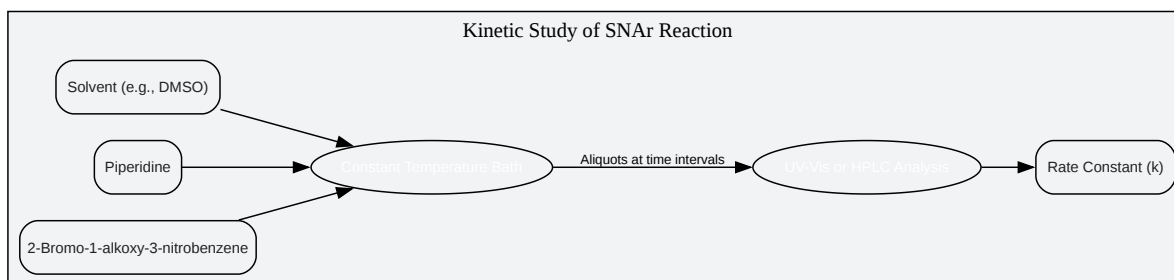 Kinetic Study of SNAr Reaction
Solvent (e.g., DMSO)
Piperidine
2-Bromo-1-alkoxy-3-nitrobenzene
Constant Temperature Bath
Aliquots at time intervals
UV-Vis or HPLC Analysis
Rate Constant (k)